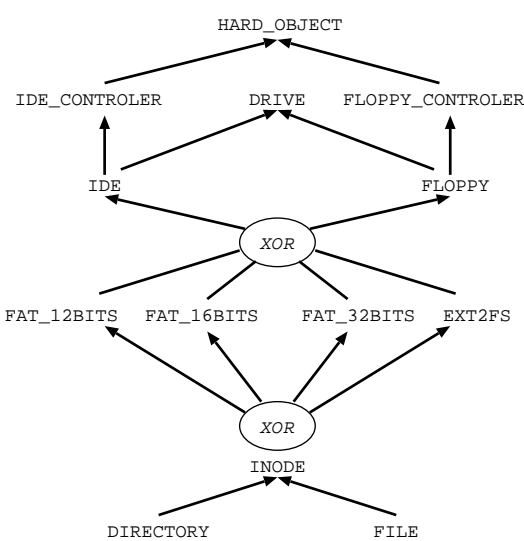 HARD_OBJECT
IDE_CONTROLER DRIVE FLOPPY_CONTROLER
IDE FLOPPY
XOR
FAT_12BITS FAT_16BITS FAT_32BITS EXT2FS
XOR
INODE
DIRECTORY FILE